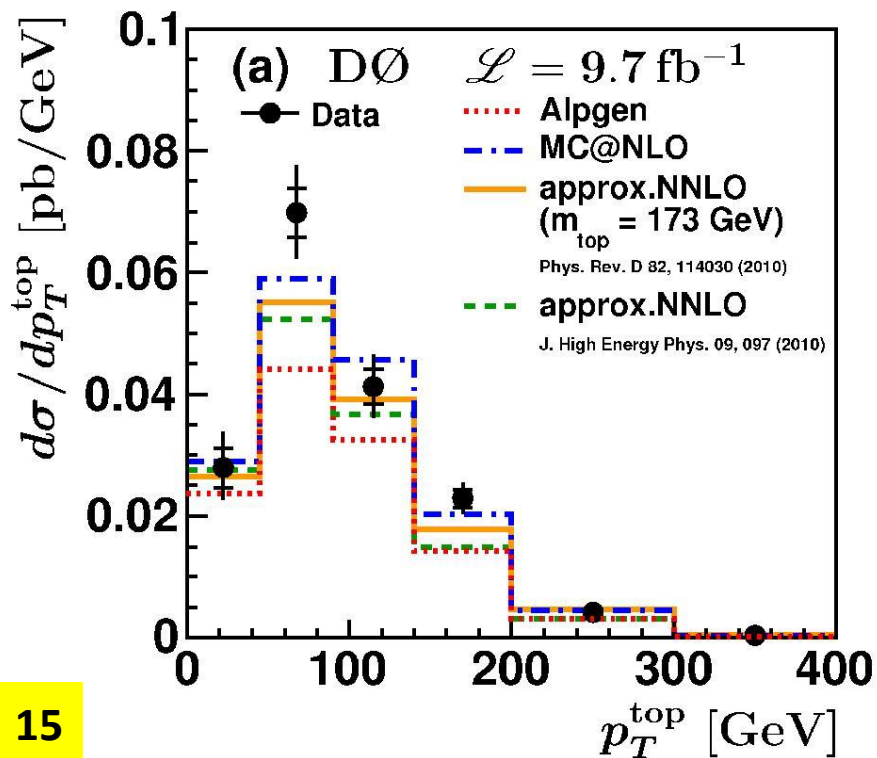 (a) DØ ℒ = 9.7 fb⁻¹
Data
Alpgen
MC@NLO
approx.NNLO
(m_top = 173 GeV)
Phys. Rev. D 82, 114030 (2010)
approx.NNLO
J. High Energy Phys. 09, 097 (2010)
dσ/dp_T^top [pb/GeV]
0.1
0.08
0.06
0.04
0.02
0
0 100 200 300 400
p_T^top [GeV]
15